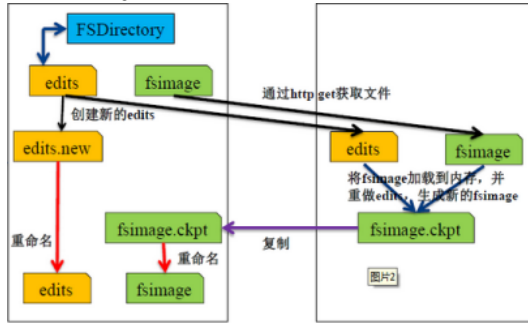 FSDirectory
edits
fsimage
通过http get获取文件
创建新的edits
edits.new
edits
fsimage
将fsimage加载到内存，并
重做edits，生成新的fsimage
fsimage.ckpt
fsimage.ckpt
复制
重命名
重命名
图片2
edits
fsimage